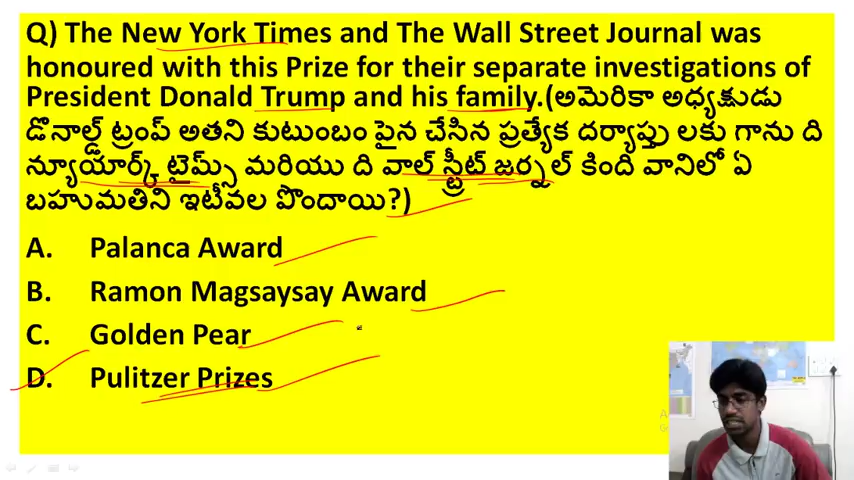 Q) The New York Times and The Wall Street Journal was
honoured with this Prize for their separate investigations of
President Donald Trump and his family.(అమెరికా అధ్యక్షుడు
డొనాల్డ్ ట్రంప్ అతని కుటుంబం పైన చేసిన ప్రత్యేక దర్యాప్తు లకు గాను ది
న్యూయార్క్ టైమ్స్ మరియు ది వాల్ స్ట్రీట్ జర్నల్ కింది వానిలో ఏ
బహుమతిని ఇటీవల పొందాయి?)
A. Palanca Award
B. Ramon Magsaysay Award
C. Golden Pear
D. Pulitzer Prizes